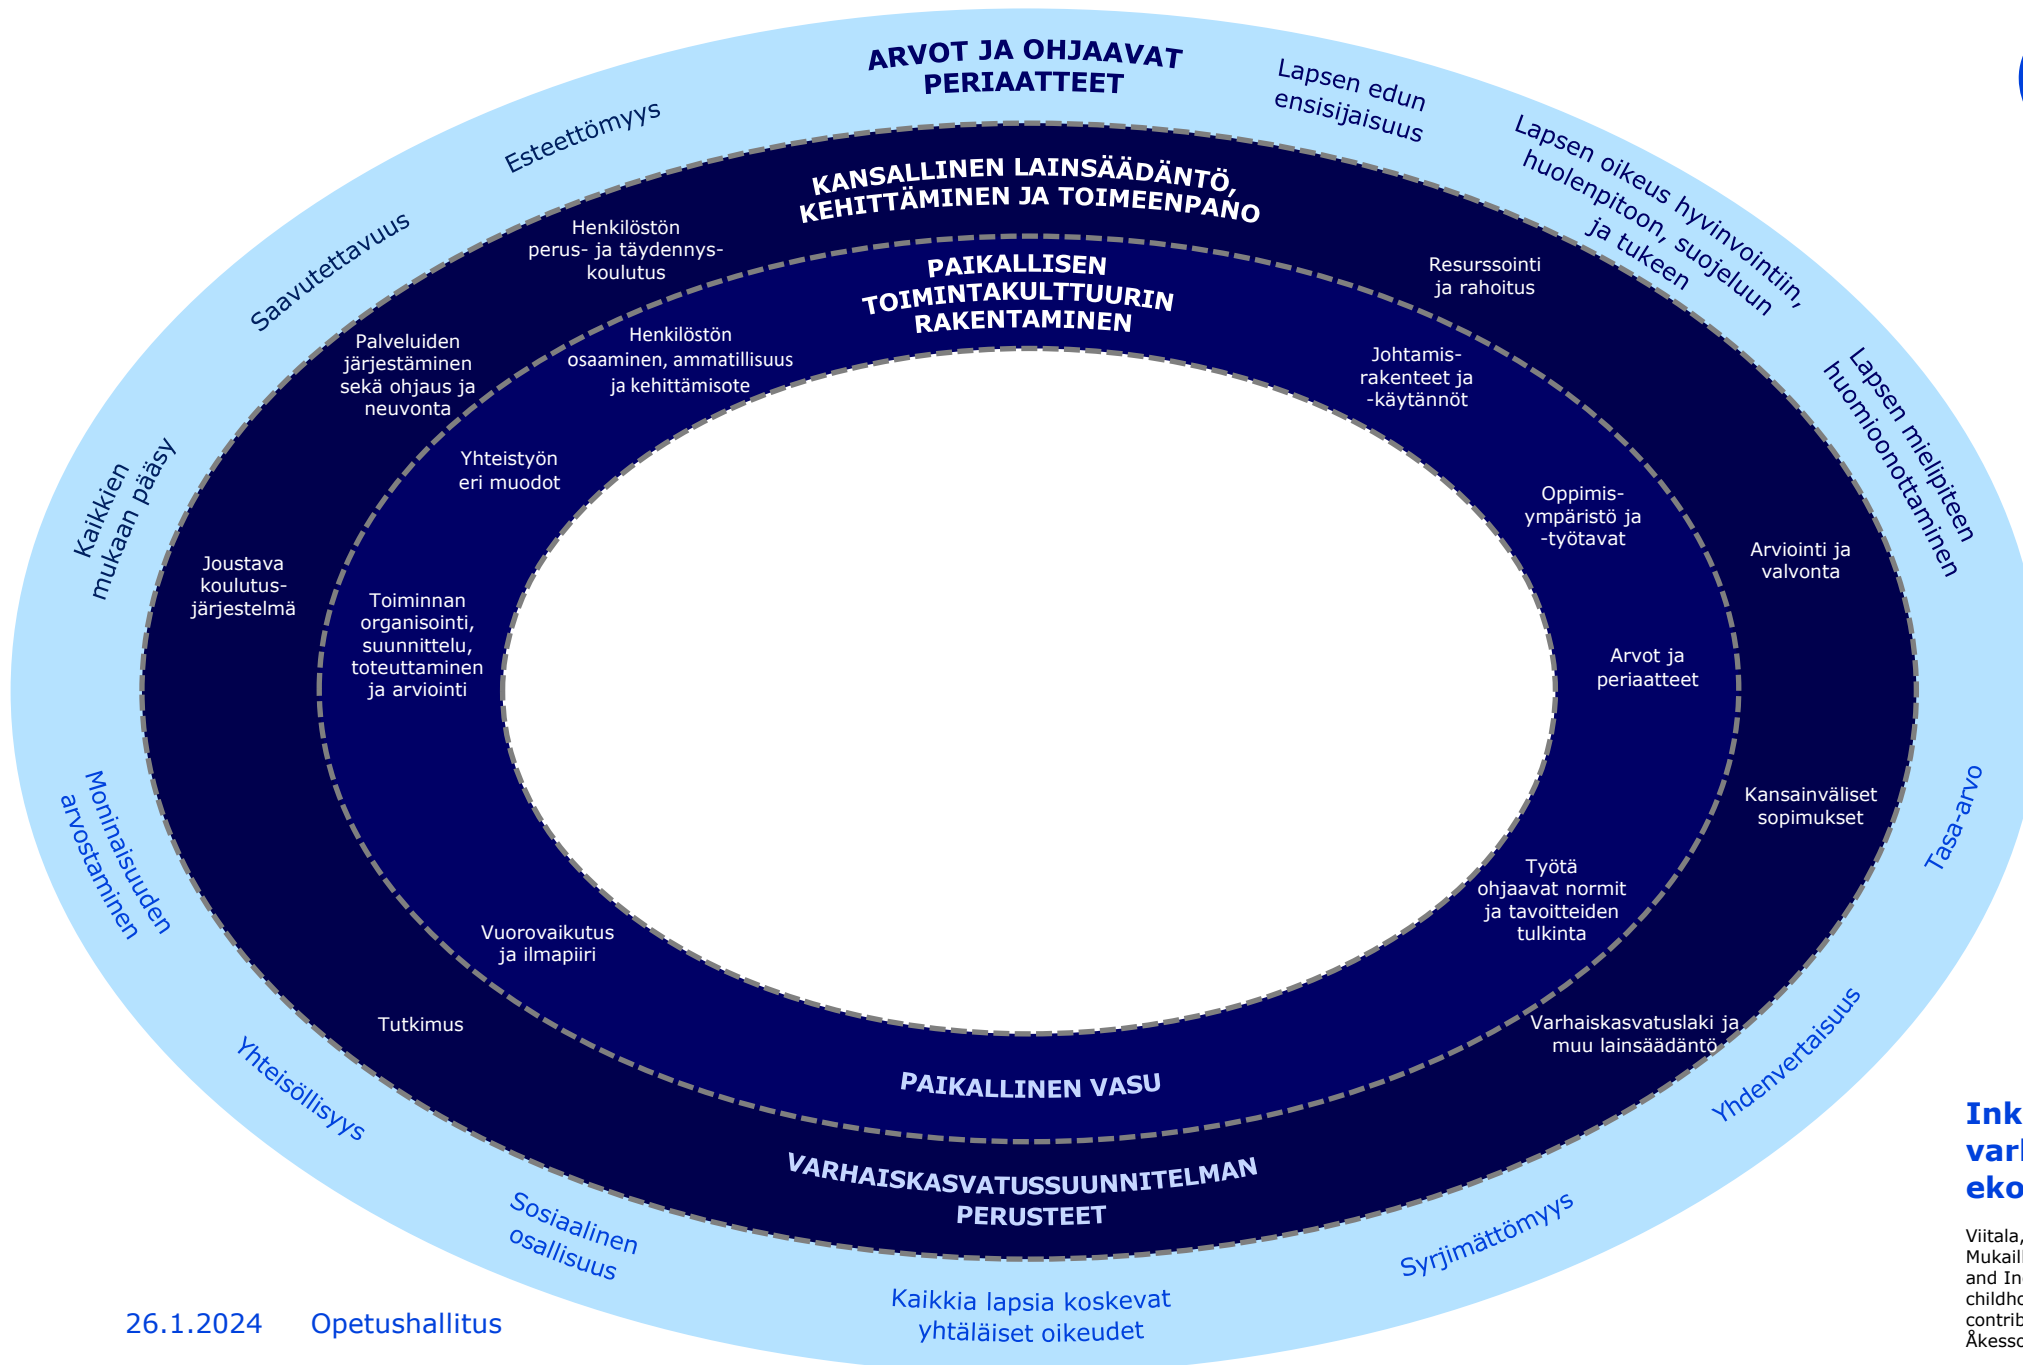 ARVOT JA OHJAAVAT
PERIAATTEET
Lapsen edun
ensisijaisuus
Lapsen oikeus hyvinvointiin,
huolenpitoon, suojeluun
ja tukeen
Lapsen mielipiteen
huomioonottaminen
Tasa-arvo
Yhdenvertaisuus
Syrjimättömyys
Kaikkia lapsia koskevat
yhtäläiset oikeudet
Sosiaalinen
osallisuus
Yhteisöllisyys
Moninaisuuden
arvostaminen
Kaikkien
mukaan pääsy
Saavutettavuus
Esteettömyys
KANSALLINEN LAINSÄÄDÄNTÖ,
KEHITTÄMINEN JA TOIMEENPANO
Resurssointi
ja rahoitus
Arviointi ja
valvonta
Kansainväliset
sopimukset
Varhaiskasvatuslaki ja
muu lainsäädäntö
VARHAISKASVATUSSUUNNITELMAN
PERUSTEET
Tutkimus
Joustava
koulutus-
järjestelmä
Palveluiden
järjestäminen
sekä ohjaus ja
neuvonta
Henkilöstön
perus- ja täydennys-
koulutus
PAIKALLISEN
TOIMINTAKULTTUURIN
RAKENTAMINEN
Johtamis-
rakenteet ja
-käytännöt
Oppimis-
ympäristö ja
-työtavat
Arvot ja
periaatteet
Työtä
ohjaavat normit
ja tavoitteiden
tulkinta
PAIKALLINEN VASU
Vuorovaikutus
ja ilmapiiri
Toiminnan
organisointi,
suunnittelu,
toteuttaminen
ja arviointi
Yhteistyön
eri muodot
Henkilöstön
osaaminen, ammatillisuus
ja kehittämisote
26.1.2024 Opetushallitus
Viitala,
and